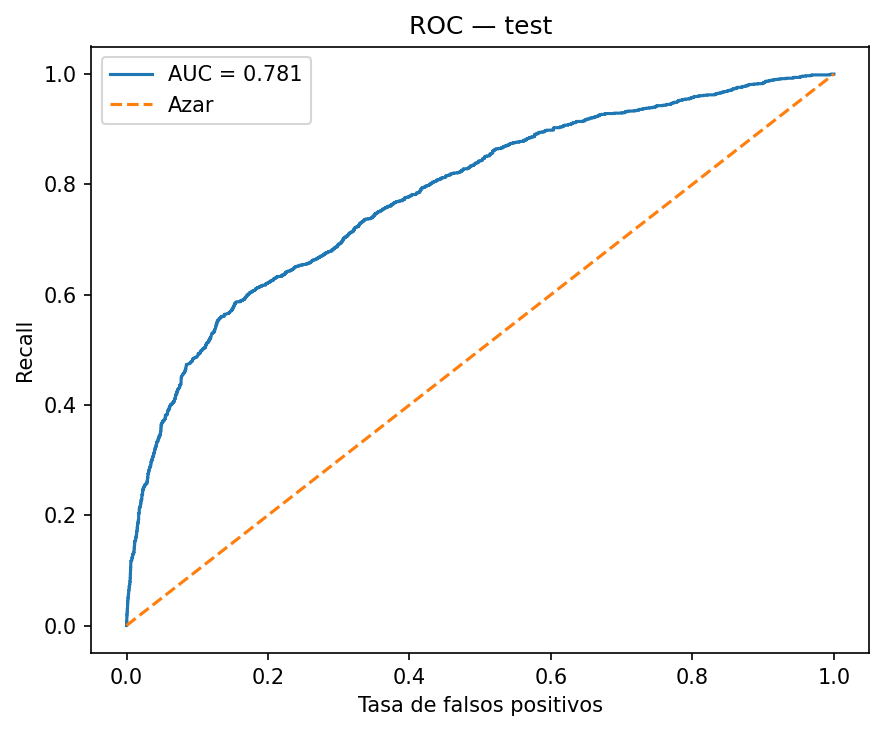 ROC — test
AUC = 0.781
Azar
Recall
1.0
0.8
0.6
0.4
0.2
0.0
0.0 0.2 0.4 0.6 0.8 1.0
Tasa de falsos positivos